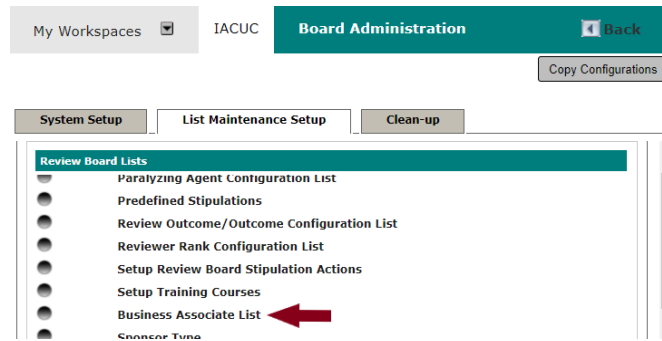 My Workspaces IACUC Board Administration Back
Copy Configurations
System Setup List Maintenance Setup Clean-up
Review Board Lists
Paralyzing Agent Configuration List
Predefined Stipulations
Review Outcome/Outcome Configuration List
Reviewer Rank Configuration List
Setup Review Board Stipulation Actions
Setup Training Courses
Business Associate List
Sponsor Type